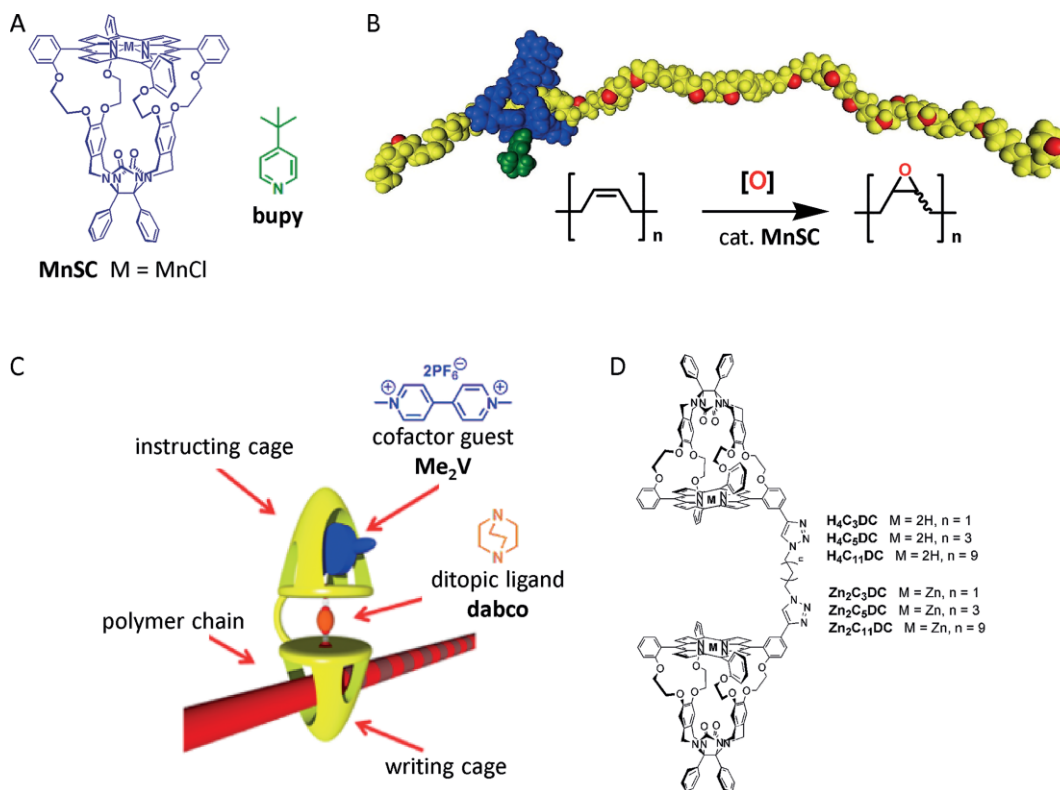 A
M
N
N
N
N
O
O
O
O
O
O
O
O
N
N
N
N
MnSC M = MnCl
N
bupy
B
[O]
cat. MnSC
n
O
n
C
2PF6⊖
⊕
N
N
⊕
cofactor guest
Me2V
instructing cage
N
N
ditopic ligand
dabco
polymer chain
writing cage
D
N
N
O
O
N
N
O
O
O
O
O
O
N
M
N
N
N
N
N
N
H4C3DC M = 2H, n = 1
H4C5DC M = 2H, n = 3
H4C11DC M = 2H, n = 9
n
N
N
N
Zn2C3DC M = Zn, n = 1
Zn2C5DC M = Zn, n = 3
Zn2C11DC M = Zn, n = 9
M
O
O
O
O
O
O
O
O
N
N
N
N